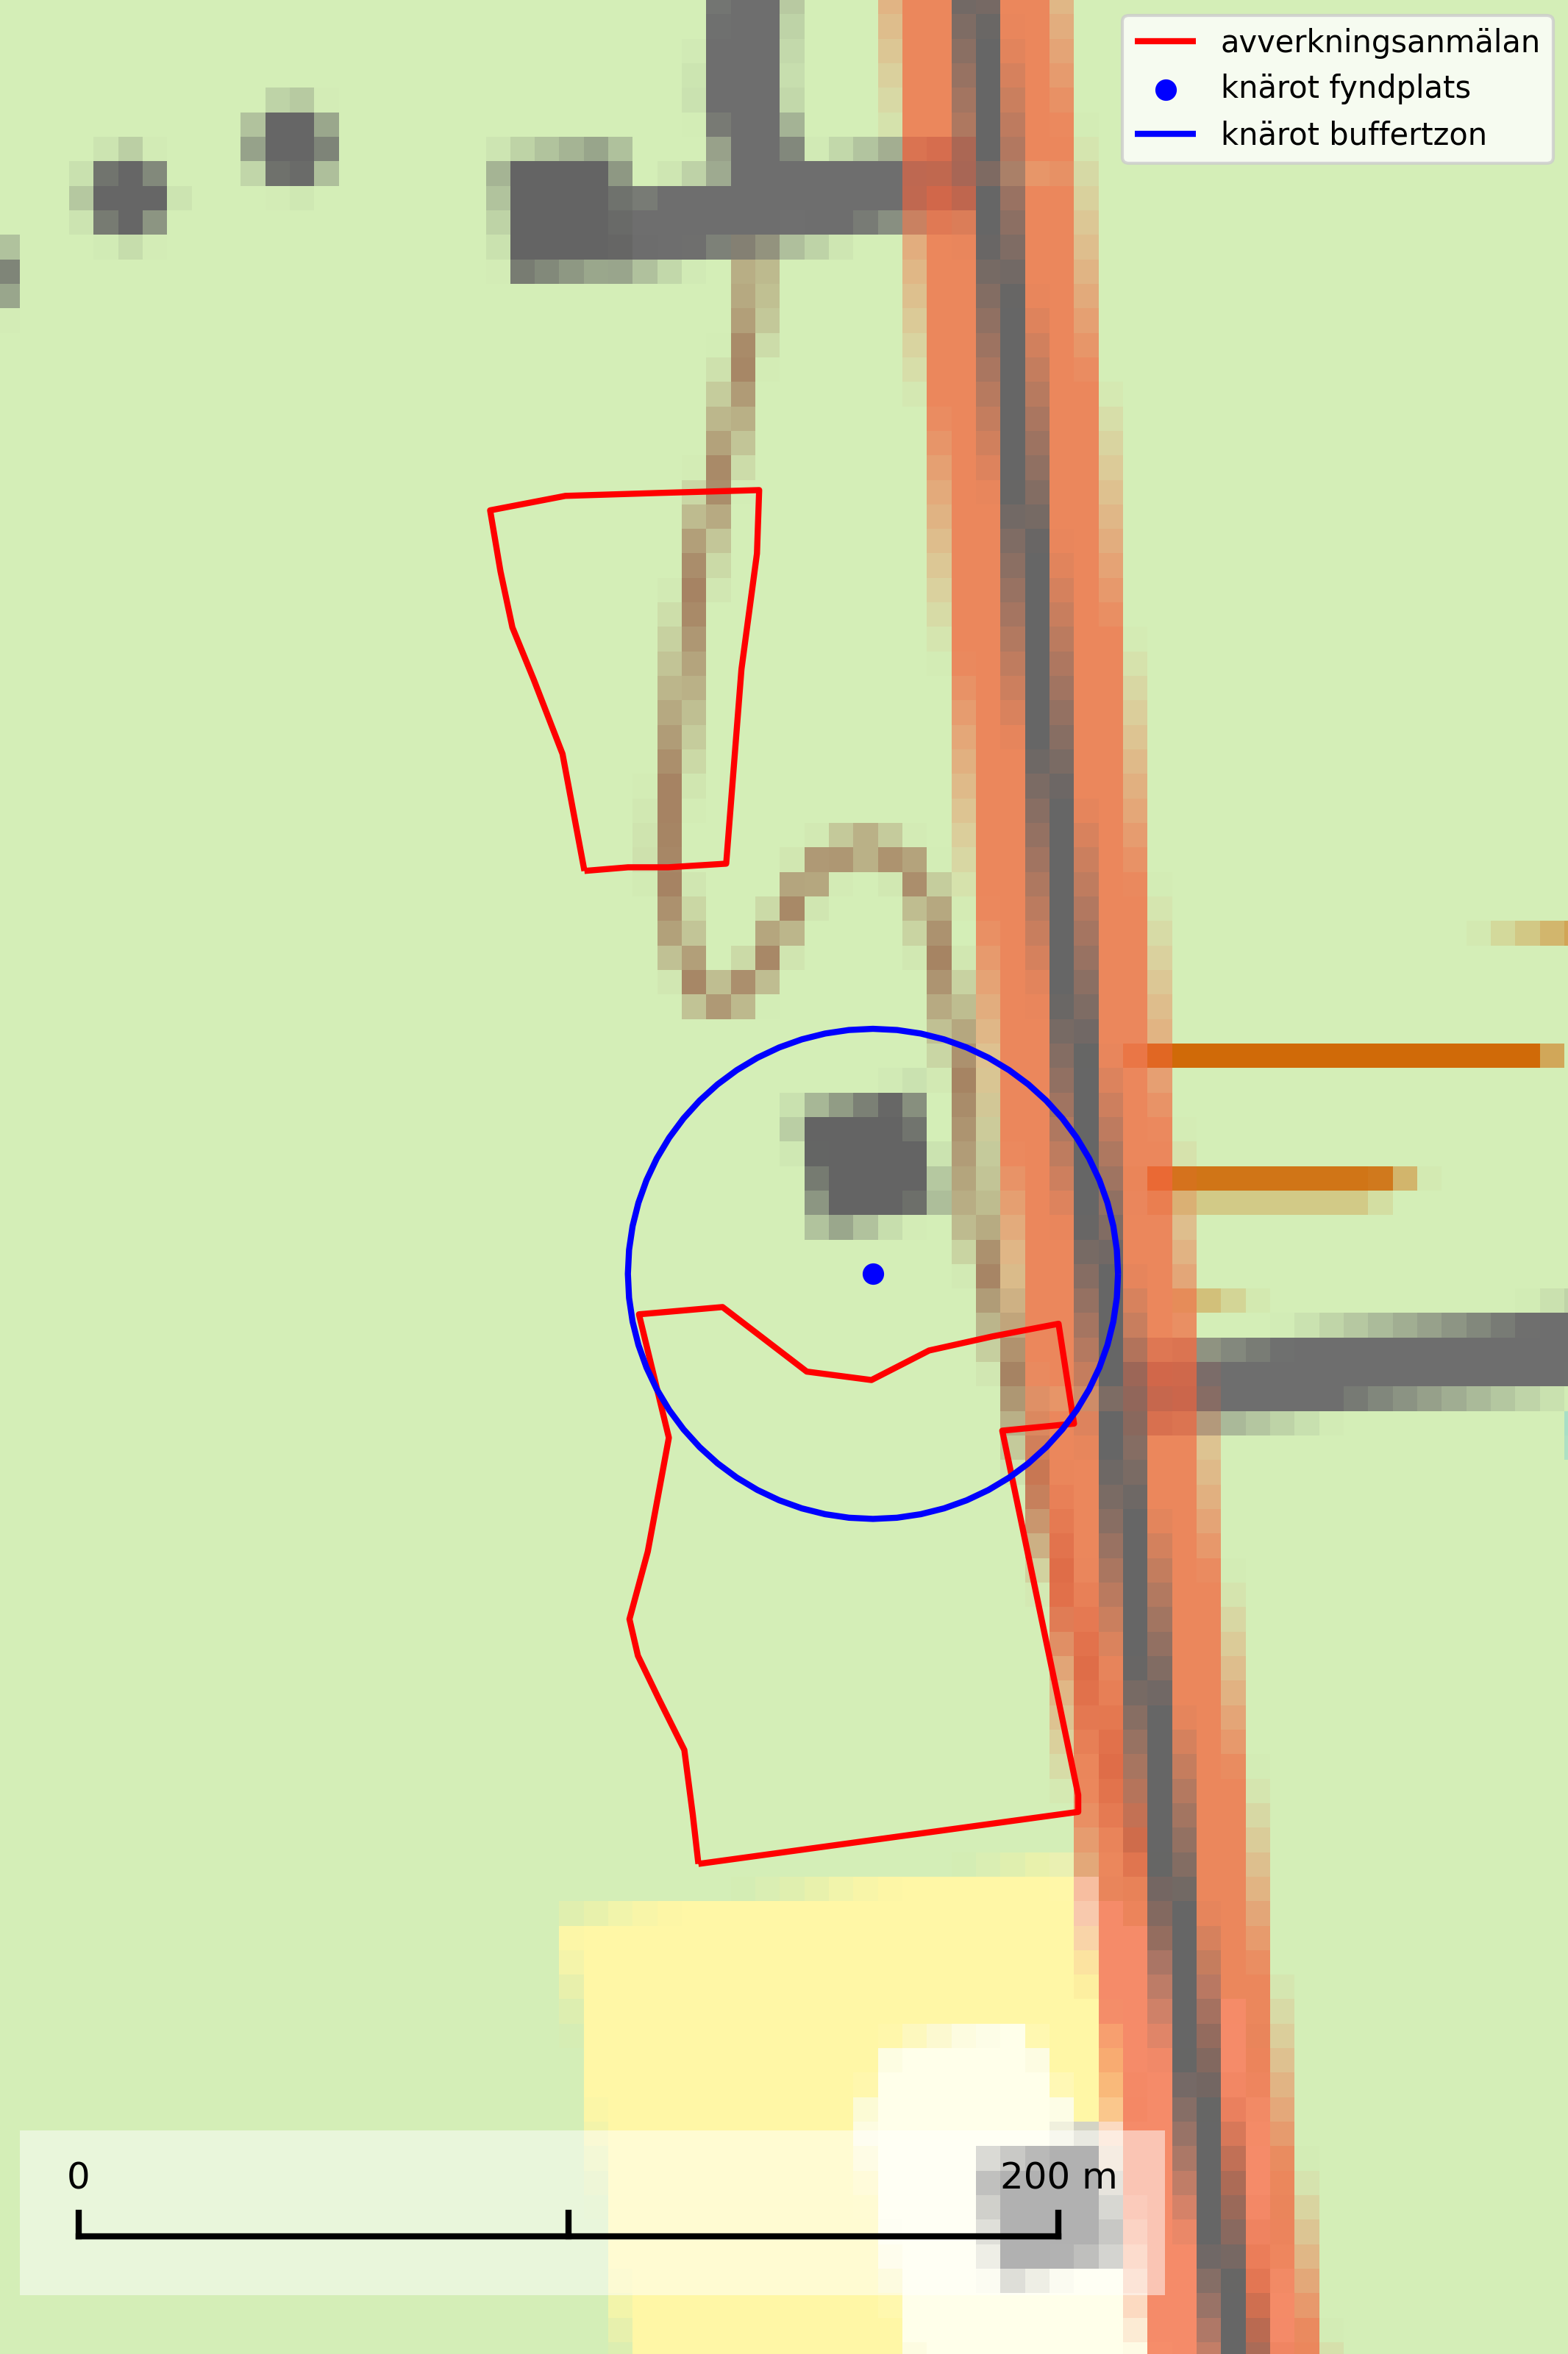 avverkningsanmälan
knärot fyndplats
knärot buffertzon
0
200 m